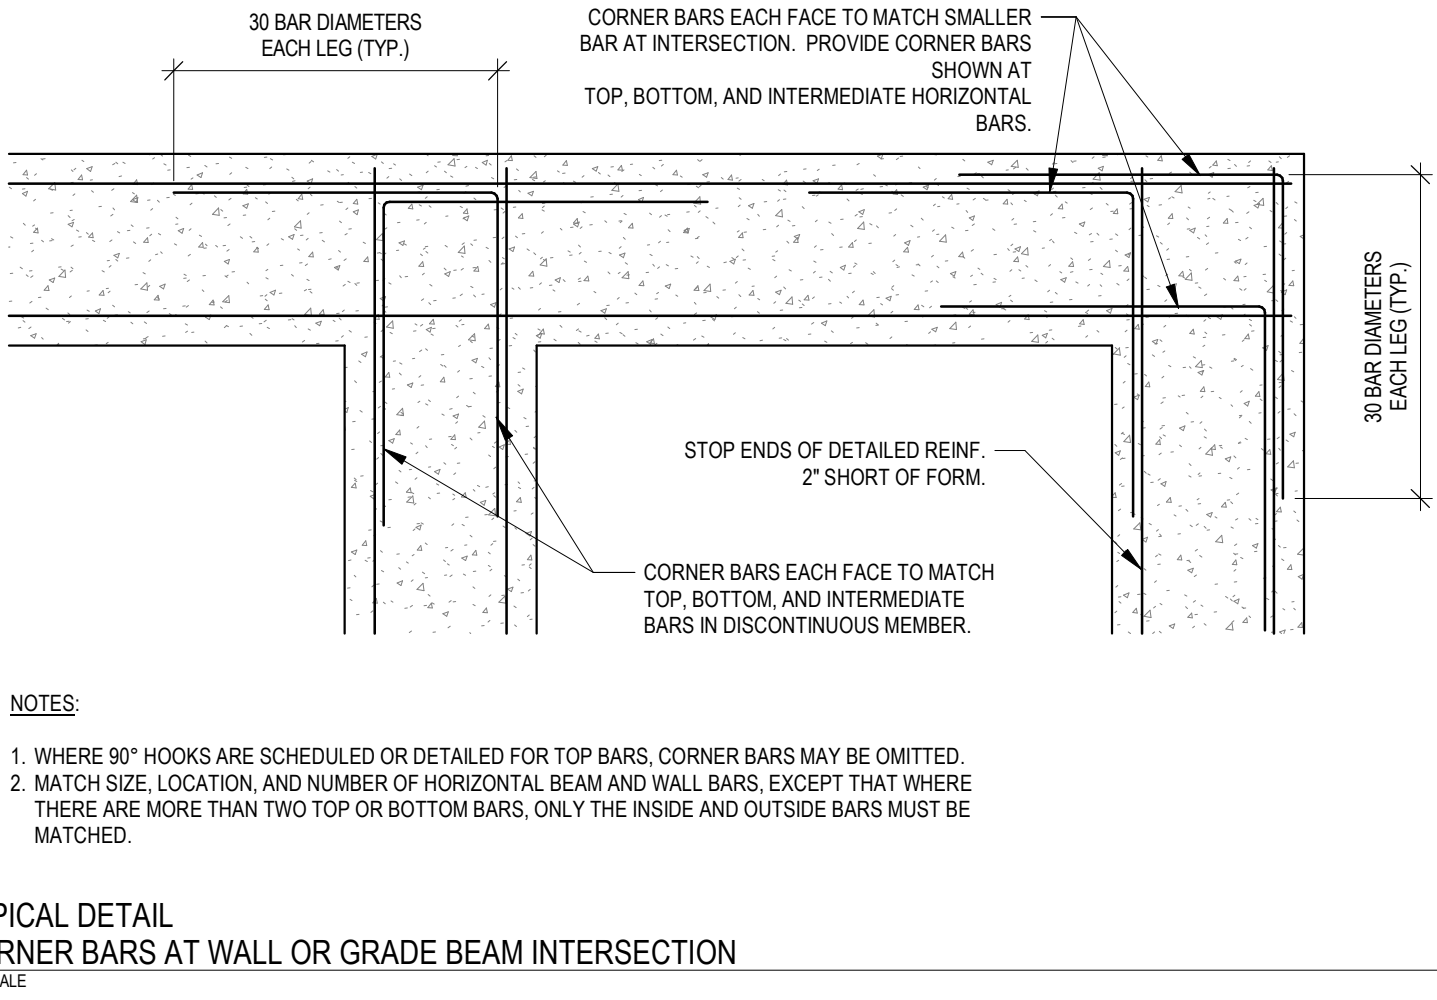 30 BAR DIAMETERS
EACH LEG (TYP.)
CORNER BARS EACH FACE TO MATCH SMALLER
BAR AT INTERSECTION. PROVIDE CORNER BARS
SHOWN AT
TOP, BOTTOM, AND INTERMEDIATE HORIZONTAL
BARS.
30 BAR DIAMETERS
EACH LEG (TYP.)
STOP ENDS OF DETAILED REINF.
2" SHORT OF FORM.
CORNER BARS EACH FACE TO MATCH
TOP, BOTTOM, AND INTERMEDIATE
BARS IN DISCONTINUOUS MEMBER.
NOTES:
1. WHERE 90° HOOKS ARE SCHEDULED OR DETAILED FOR TOP BARS, CORNER BARS MAY BE OMITTED.
2. MATCH SIZE, LOCATION, AND NUMBER OF HORIZONTAL BEAM AND WALL BARS, EXCEPT THAT WHERE
THERE ARE MORE THAN TWO TOP OR BOTTOM BARS, ONLY THE INSIDE AND OUTSIDE BARS MUST BE
MATCHED.
PICAL DETAIL
RNER BARS AT WALL OR GRADE BEAM INTERSECTION
ALE